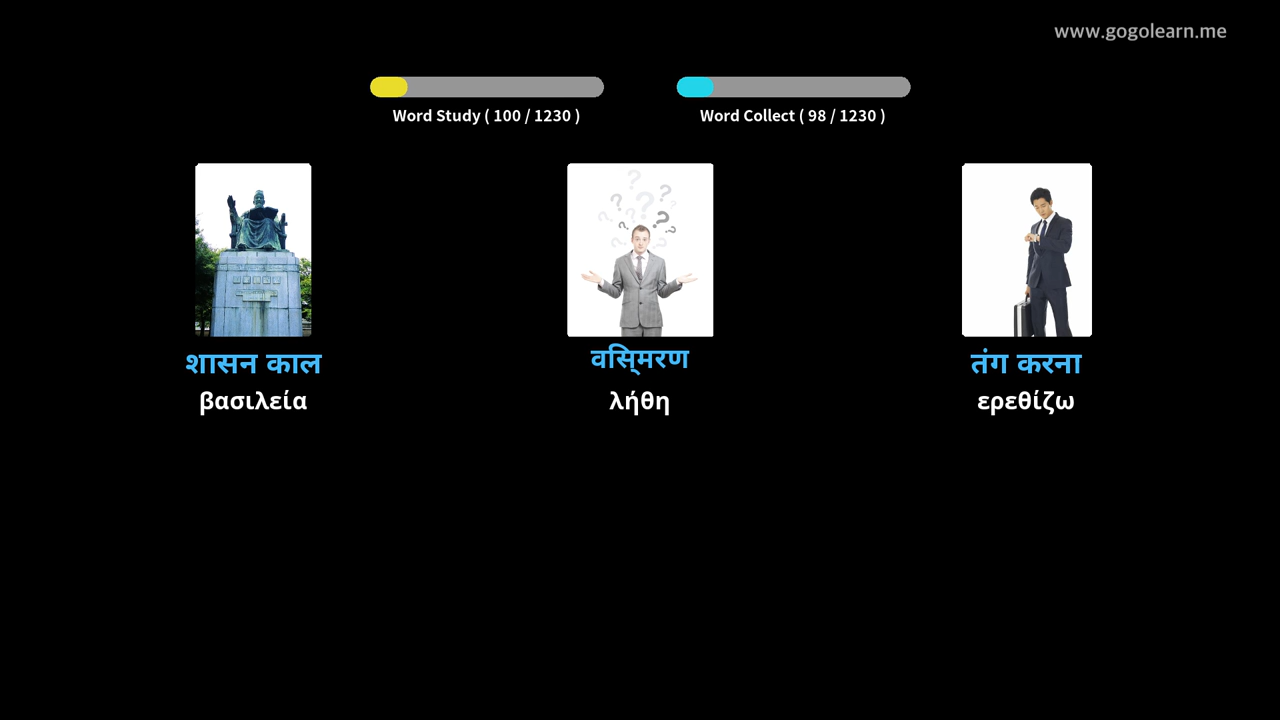 www.gogolearn.me
Word Study ( 100 / 1230 )
Word Collect ( 98 / 1230 )
शासन काल
विस्मरण
तंग करना
βασιλεία
λήθη
ερεθίζω